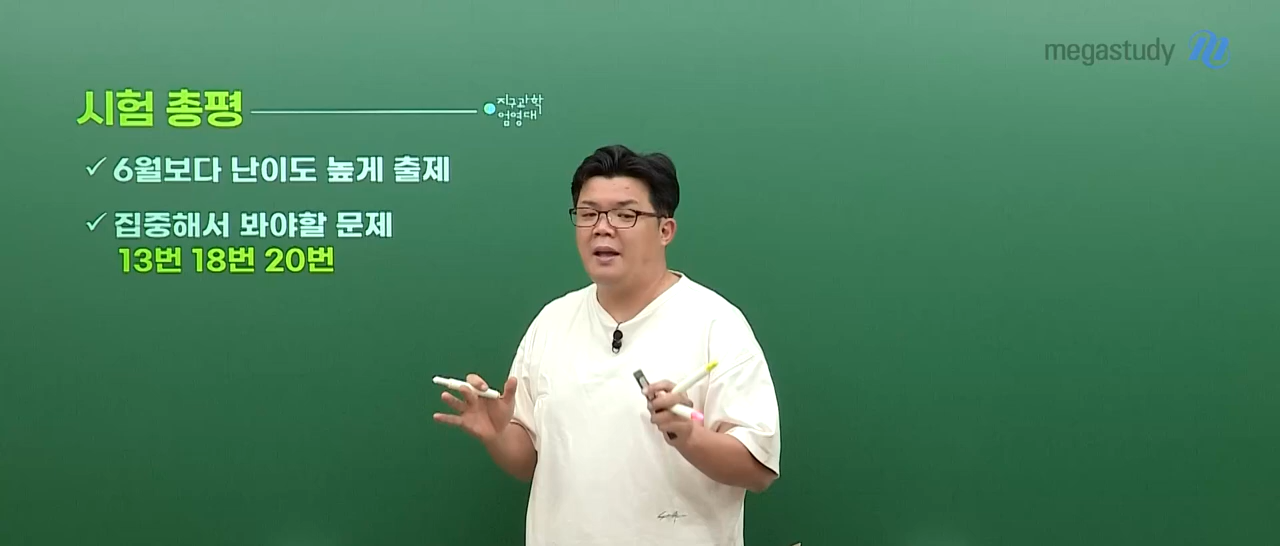 megastudy
시험 총평
지구과학
엄영대
✓ 6월보다 난이도 높게 출제
✓ 집중해서 봐야할 문제
13번 18번 20번